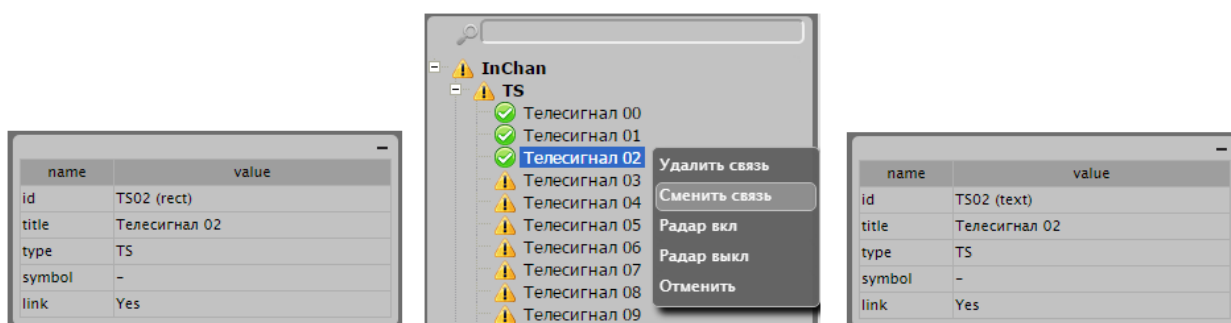 name value
id TS02 (rect)
title Телесигнал 02
type TS
symbol –
link Yes
InChan
TS
Телесигнал 00
Телесигнал 01
Телесигнал 02
Телесигнал 03
Телесигнал 04
Телесигнал 05
Телесигнал 06
Телесигнал 07
Телесигнал 08
Телесигнал 09
Удалить связь
Сменить связь
Радар вкл
Радар выкл
Отменить
name value
id TS02 (text)
title Телесигнал 02
type TS
symbol –
link Yes